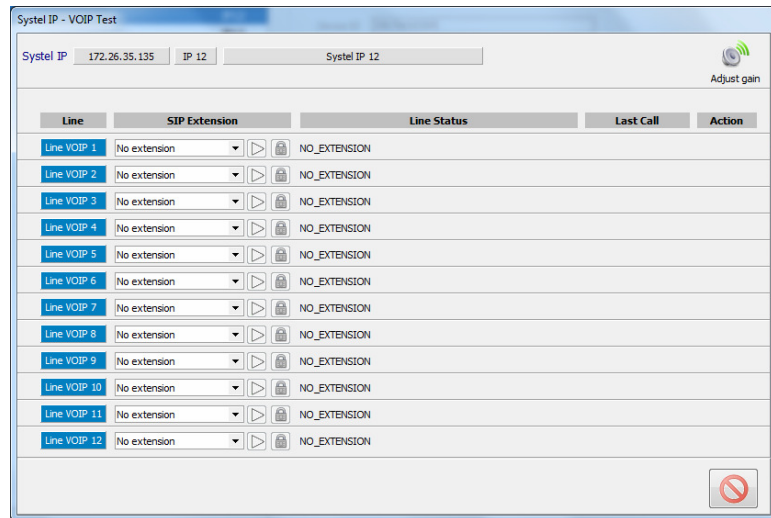 Systel IP - VOIP Test
Systel IP 172.26.35.135 IP 12 Systel IP 12
Adjust gain
Line SIP Extension Line Status Last Call Action
Line VOIP 1 No extension NO_EXTENSION
Line VOIP 2 No extension NO_EXTENSION
Line VOIP 3 No extension NO_EXTENSION
Line VOIP 4 No extension NO_EXTENSION
Line VOIP 5 No extension NO_EXTENSION
Line VOIP 6 No extension NO_EXTENSION
Line VOIP 7 No extension NO_EXTENSION
Line VOIP 8 No extension NO_EXTENSION
Line VOIP 9 No extension NO_EXTENSION
Line VOIP 10 No extension NO_EXTENSION
Line VOIP 11 No extension NO_EXTENSION
Line VOIP 12 No extension NO_EXTENSION